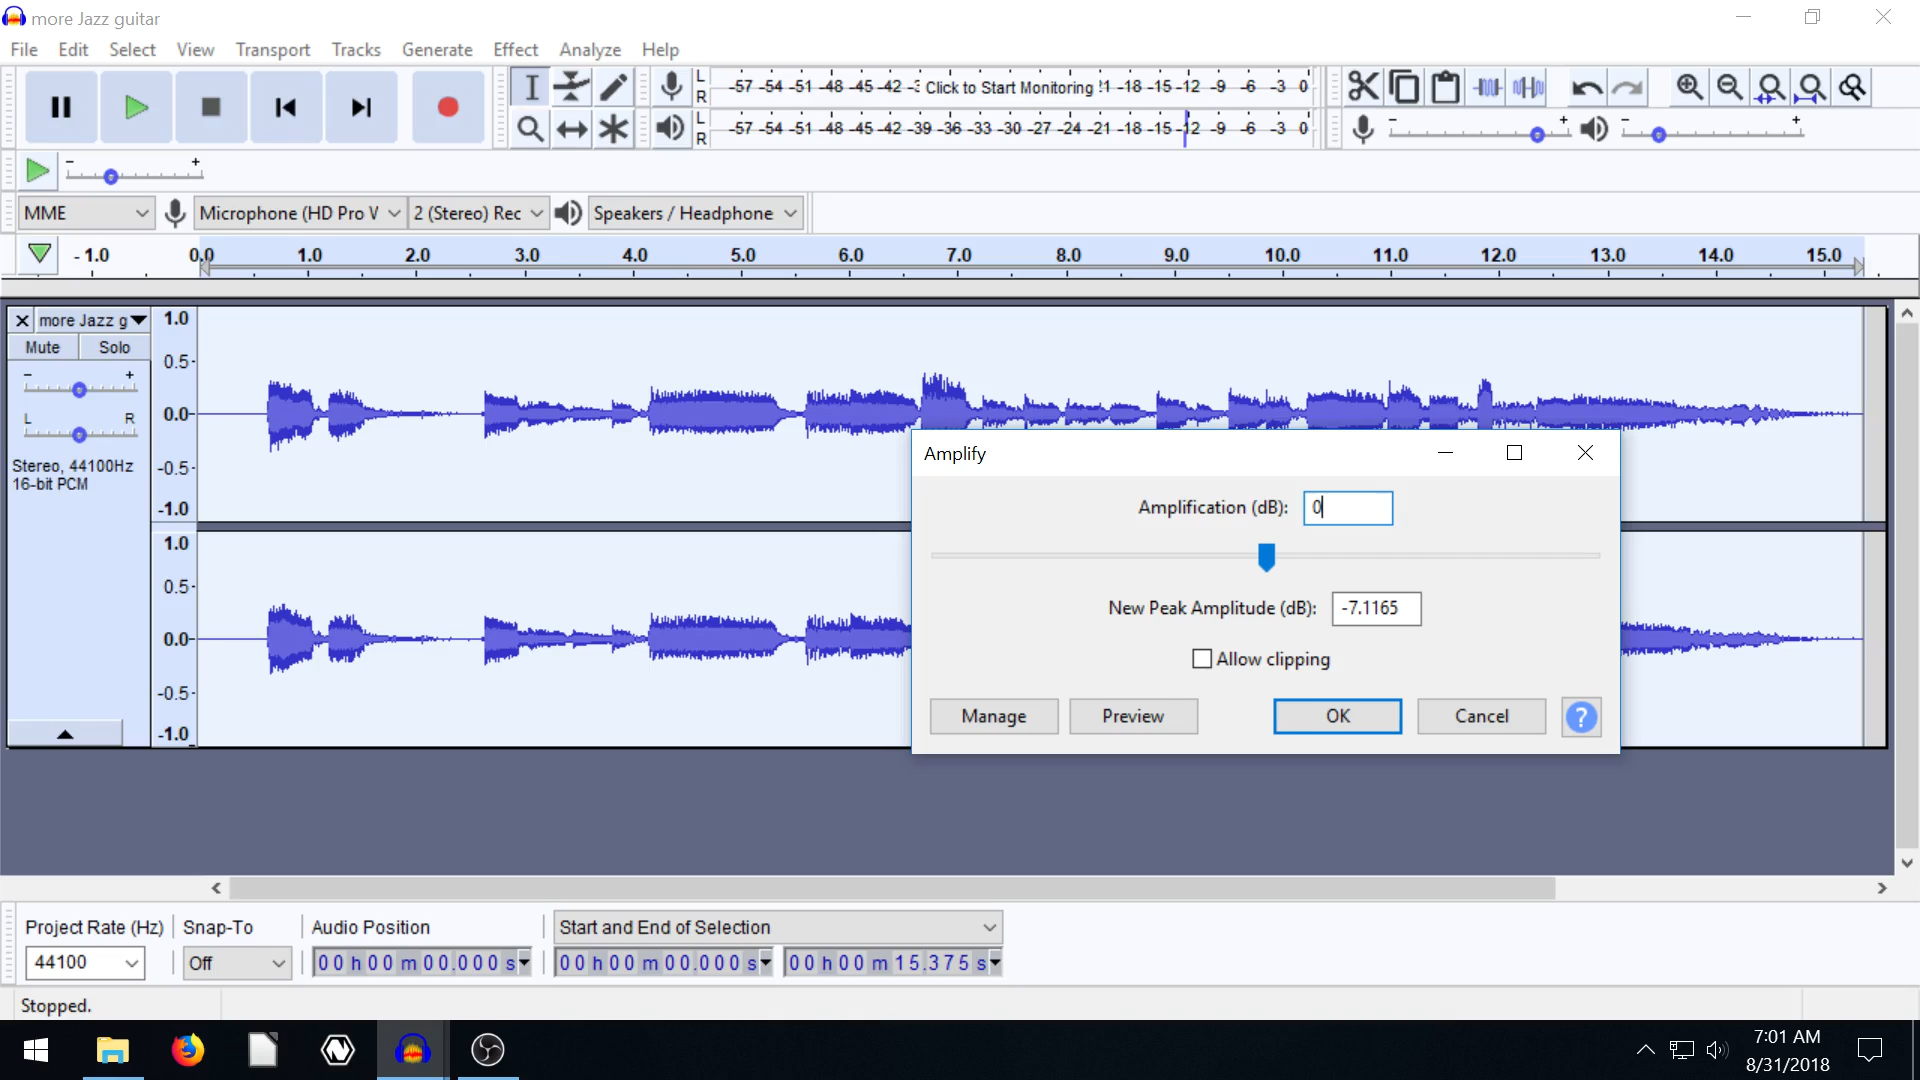 more Jazz guitar
File Edit Select View Transport Tracks Generate Effect Analyze Help
L
R
-57 -54 -51 -48 -45 -42 Click to Start Monitoring -18 -15 -12 -9 -6 -3 0
L
R
-57 -54 -51 -48 -45 -42 -39 -36 -33 -30 -27 -24 -21 -18 -15 -12 -9 -6 -3 0
- +
- +
- +
MME Microphone (HD Pro V 2 (Stereo) Rec Speakers / Headphone
-1.0 0.0 1.0 2.0 3.0 4.0 5.0 6.0 7.0 8.0 9.0 10.0 11.0 12.0 13.0 14.0 15.0
more Jazz g
Mute Solo
- +
L R
Stereo, 44100Hz
16-bit PCM
1.0
0.5-
0.0-
-0.5-
-1.0
1.0
0.5-
0.0-
-0.5-
-1.0
Amplify
Amplification (dB): 0
New Peak Amplitude (dB): -7.1165
Allow clipping
Manage Preview OK Cancel ?
Project Rate (Hz) Snap-To Audio Position Start and End of Selection
44100 Off 00 h 00 m 00.000 s 00 h 00 m 00.000 s 00 h 00 m 15.375 s
Stopped.
7:01 AM
8/31/2018